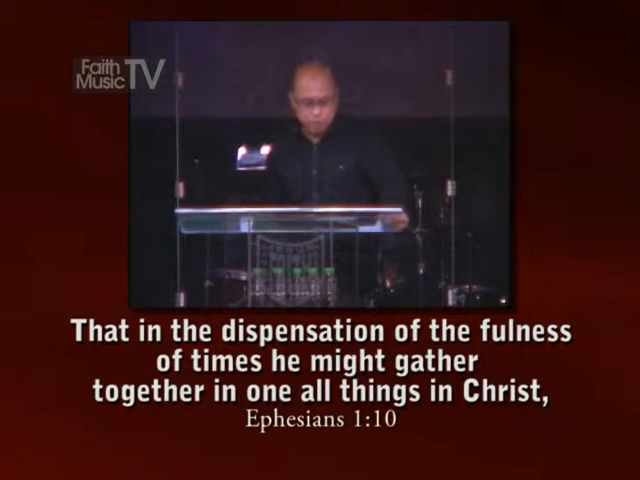 Faith
Music TV
That in the dispensation of the fulness
of times he might gather
together in one all things in Christ,
Ephesians 1:10